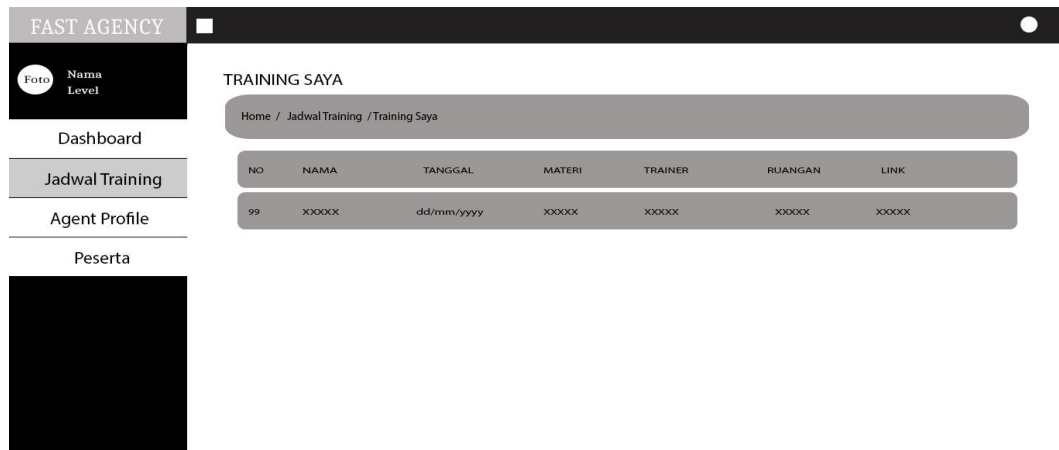 FAST AGENCY
Foto
Nama
Level
Dashboard
Jadwal Training
Agent Profile
Peserta
TRAINING SAYA
Home / Jadwal Training / Training Saya
NO NAMA TANGGAL MATERI TRAINER RUANGAN LINK
99 XXXXX dd/mm/yyyy XXXXX XXXXX XXXXX XXXXX